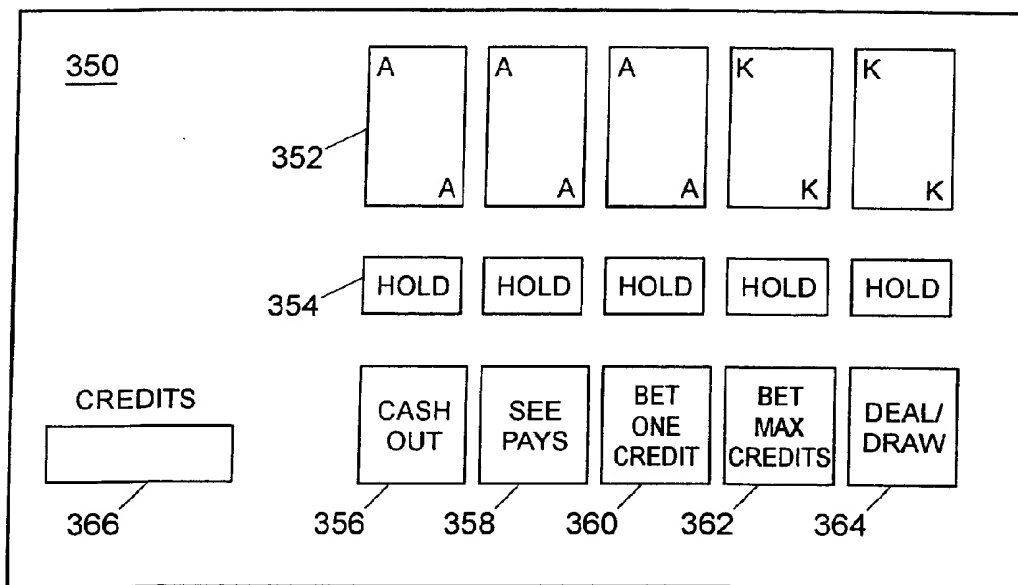 350
A A A K K
352
A A A K K
354
HOLD HOLD HOLD HOLD HOLD
CREDITS
366
CASH
OUT
356
SEE
PAYS
358
BET
ONE
CREDIT
360
BET
MAX
CREDITS
362
DEAL/
DRAW
364